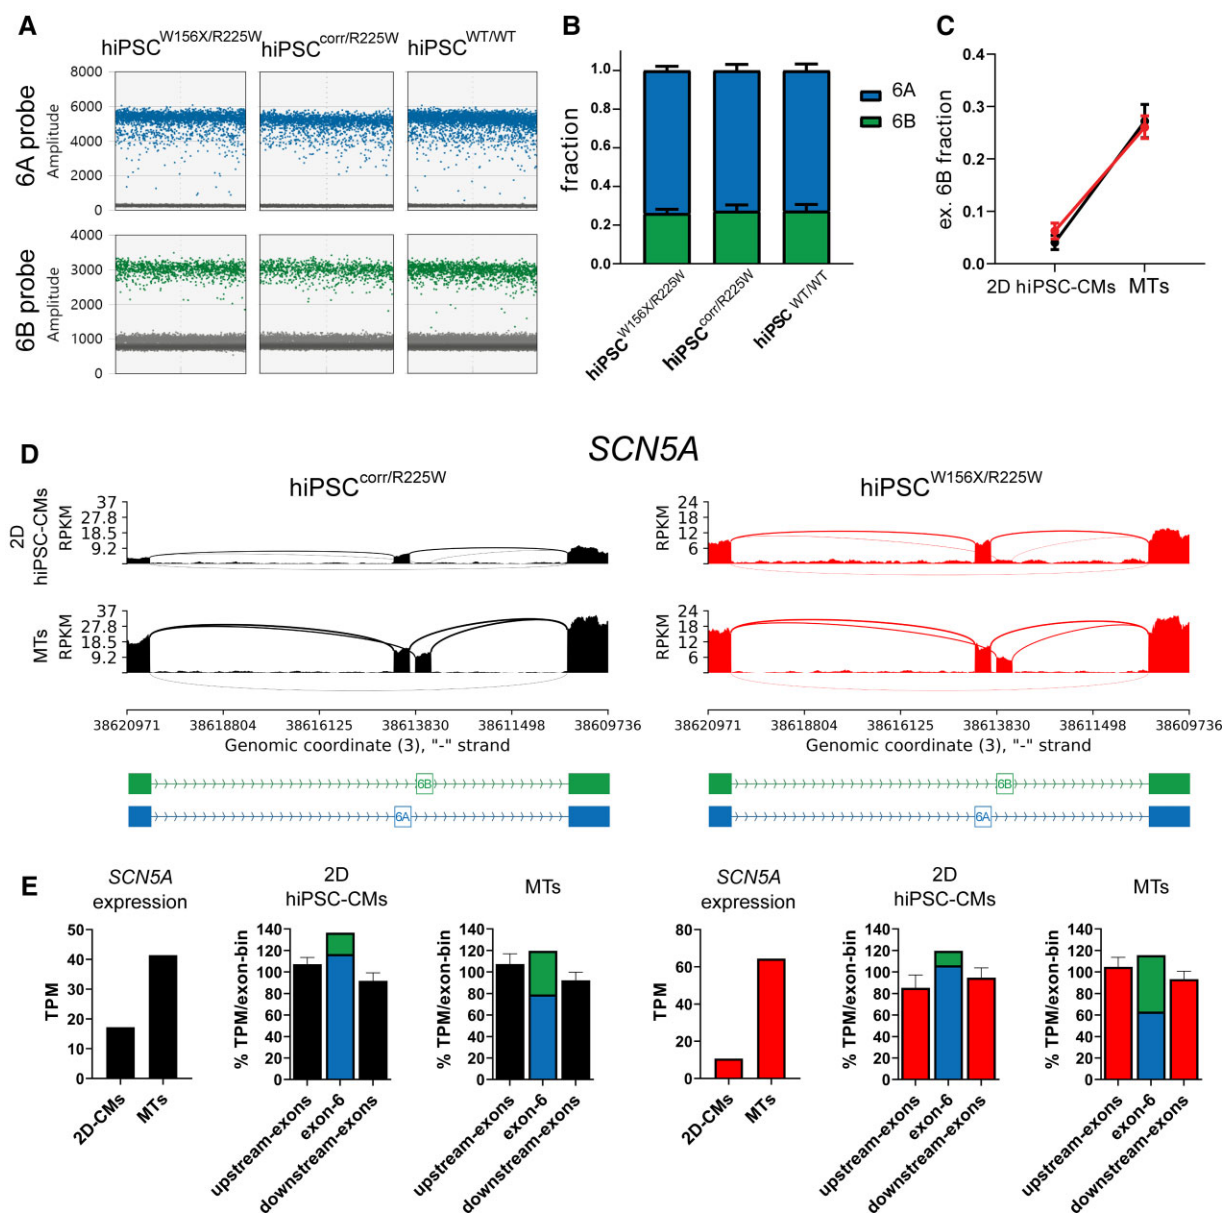 A
hiPSC^W156X/R225W
hiPSC^corr/R225W
hiPSC^WT/WT
6A probe
Amplitude
8000
6000
4000
2000
0
6B probe
Amplitude
4000
3000
2000
1000
0
B
fraction
1.0
0.8
0.6
0.4
0.2
0.0
hiPSC^W156X/R225W
hiPSC^corr/R225W
hiPSC^WT/WT
6A
6B
C
ex. 6B fraction
0.4
0.3
0.2
0.1
0.0
2D hiPSC-CMs
MTs
D
SCN5A
hiPSC^corr/R225W
hiPSC^W156X/R225W
2D
hiPSC-CMs
RPKM
37
27.8
18.5
9.2
RPKM
24
18
12
6
MTs
RPKM
37
27.8
18.5
9.2
RPKM
24
18
12
6
38620971 38618804 38616125 38613830 38611498 38609736
Genomic coordinate (3), "-" strand
38620971 38618804 38616125 38613830 38611498 38609736
Genomic coordinate (3), "-" strand
6B
6A
6B
6A
E
SCN5A
expression
TPM
50
40
30
20
10
0
2D-CMs
MTs
2D
hiPSC-CMs
% TPM/exon-bin
140
120
100
80
60
40
20
0
upstream-exons
exon-6
downstream-exons
MTs
% TPM/exon-bin
140
120
100
80
60
40
20
0
upstream-exons
exon-6
downstream-exons
SCN5A
expression
TPM
80
60
40
20
0
2D-CMs
MTs
2D
hiPSC-CMs
% TPM/exon-bin
140
120
100
80
60
40
20
0
upstream-exons
exon-6
downstream-exons
MTs
% TPM/exon-bin
140
120
100
80
60
40
20
0
upstream-exons
exon-6
downstream-exons